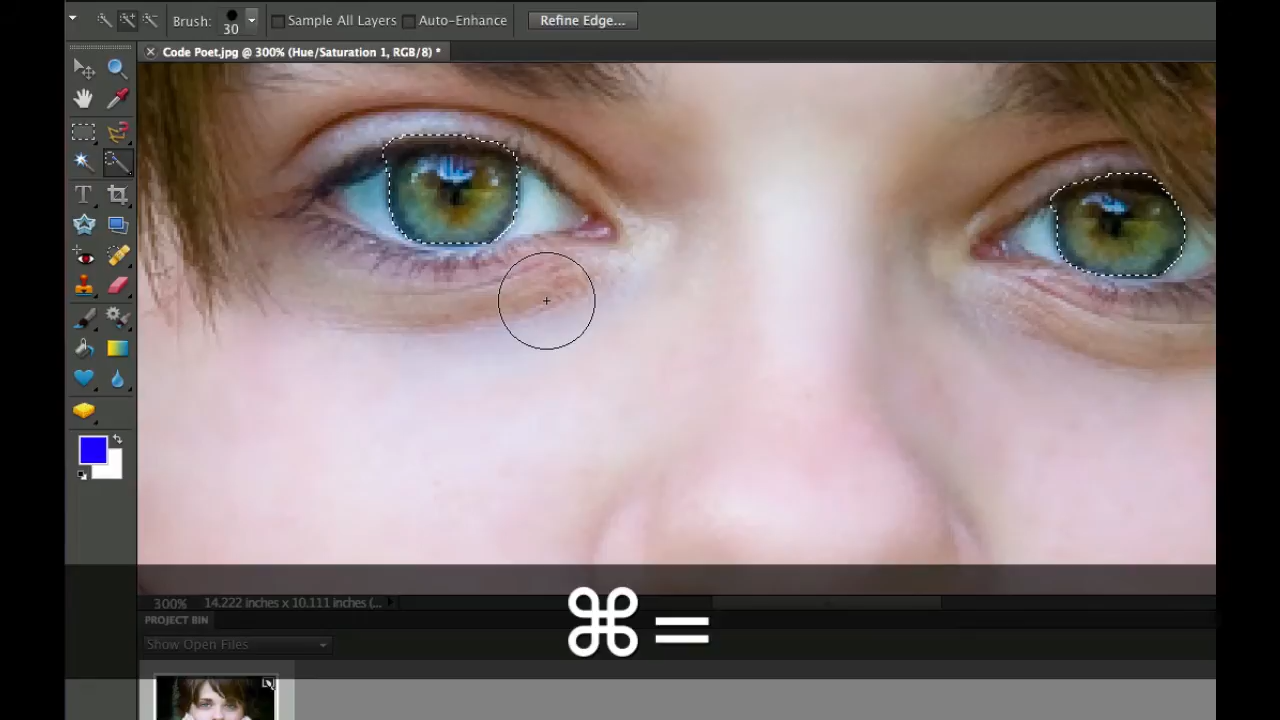 Brush: 30 Sample All Layers Auto-Enhance Refine Edge...
Code Poet.jpg @ 300% (Hue/Saturation 1, RGB/8) *
T
300% 14.222 inches x 10.111 inches (...
PROJECT BIN
Show Open Files
⌘ =